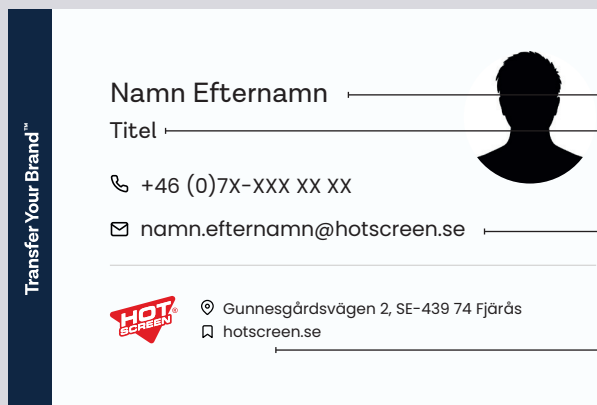 Transfer Your Brand™
Namn Efternamn
Titel
+46 (0)7X-XXX XX XX
namn.efternamn@hotscreen.se
HOT
SCREEN®
Gunnesgårdsvägen 2, SE-439 74 Fjärås
hotscreen.se